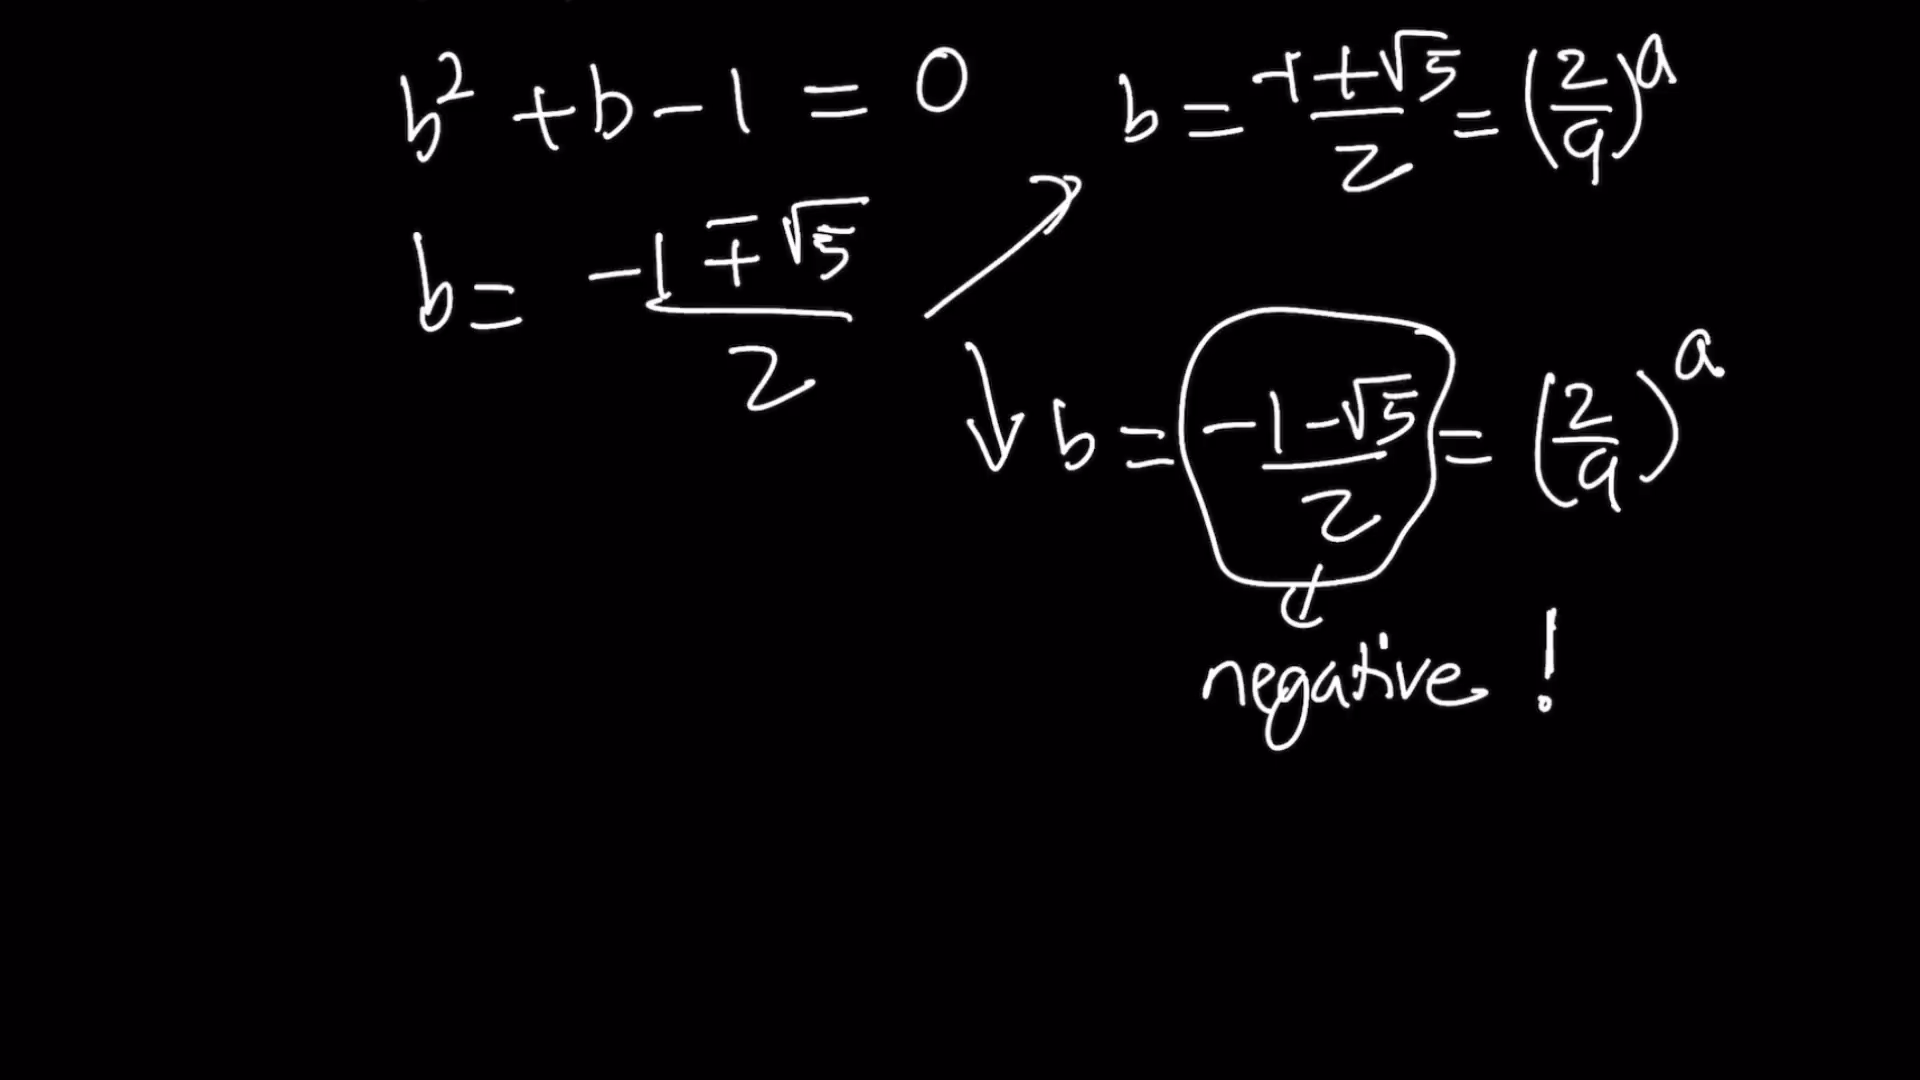 b² + b - 1 = 0
b = (-1 ∓ √5)/2
b = (-1 + √5)/2 = (2/9)^a
b = (-1 - √5)/2 = (2/9)^a
negative !